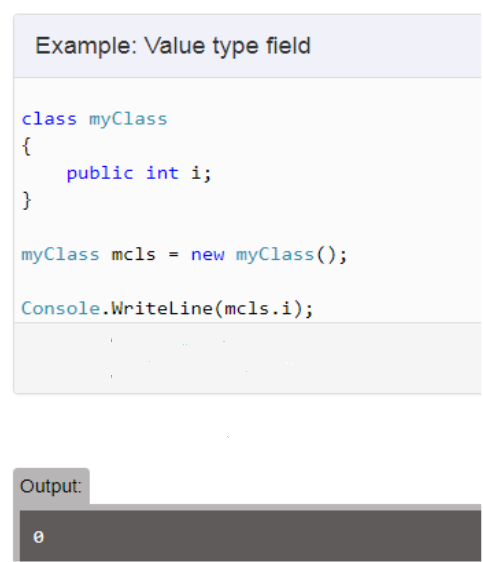 Example: Value type field
class myClass
{
    public int i;
}
myClass mcls = new myClass();
Console.WriteLine(mcls.i);
Output:
0